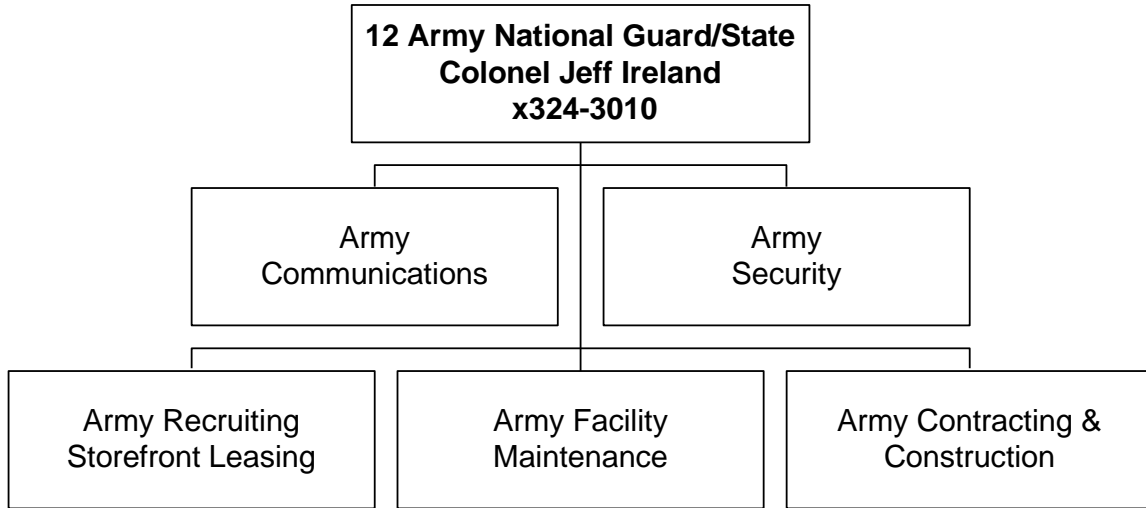 12 Army National Guard/State
Colonel Jeff Ireland
x324-3010
Army
Communications
Army
Security
Army Recruiting
Storefront Leasing
Army Facility
Maintenance
Army Contracting &
Construction